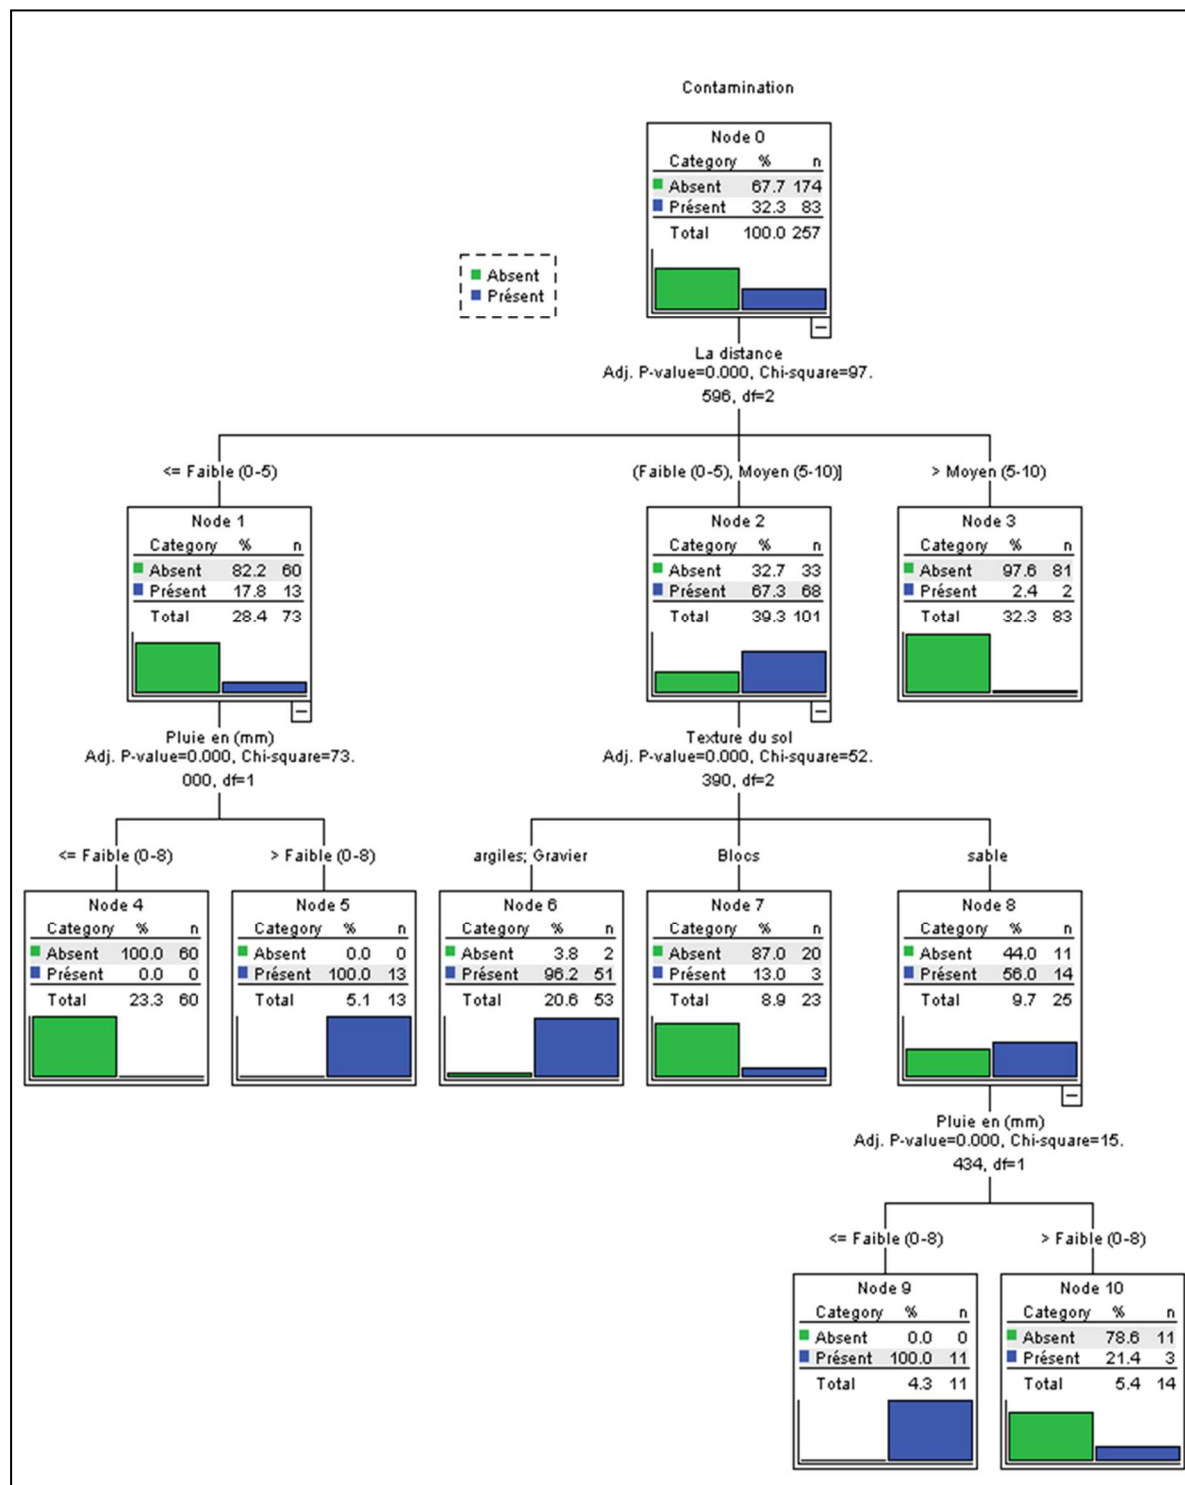 Contamination
Node 0
Category % n
Absent 67.7 174
Présent 32.3 83
Total 100.0 257
Absent
Présent
La distance
Adj. P-value=0.000, Chi-square=97.
596, df=2
<= Faible (0-5)
(Faible (0-5), Moyen (5-10)]
> Moyen (5-10)
Node 1
Category % n
Absent 82.2 60
Présent 17.8 13
Total 28.4 73
Node 2
Category % n
Absent 32.7 33
Présent 67.3 68
Total 39.3 101
Node 3
Category % n
Absent 97.6 81
Présent 2.4 2
Total 32.3 83
Pluie en (mm)
Adj. P-value=0.000, Chi-square=73.
000, df=1
Texture du sol
Adj. P-value=0.000, Chi-square=52.
390, df=2
<= Faible (0-8)
> Faible (0-8)
argiles; Gravier
Blocs
sable
Node 4
Category % n
Absent 100.0 60
Présent 0.0 0
Total 23.3 60
Node 5
Category % n
Absent 0.0 0
Présent 100.0 13
Total 5.1 13
Node 6
Category % n
Absent 3.8 2
Présent 96.2 51
Total 20.6 53
Node 7
Category % n
Absent 87.0 20
Présent 13.0 3
Total 8.9 23
Node 8
Category % n
Absent 44.0 11
Présent 56.0 14
Total 9.7 25
Pluie en (mm)
Adj. P-value=0.000, Chi-square=15.
434, df=1
<= Faible (0-8)
> Faible (0-8)
Node 9
Category % n
Absent 0.0 0
Présent 100.0 11
Total 4.3 11
Node 10
Category % n
Absent 78.6 11
Présent 21.4 3
Total 5.4 14